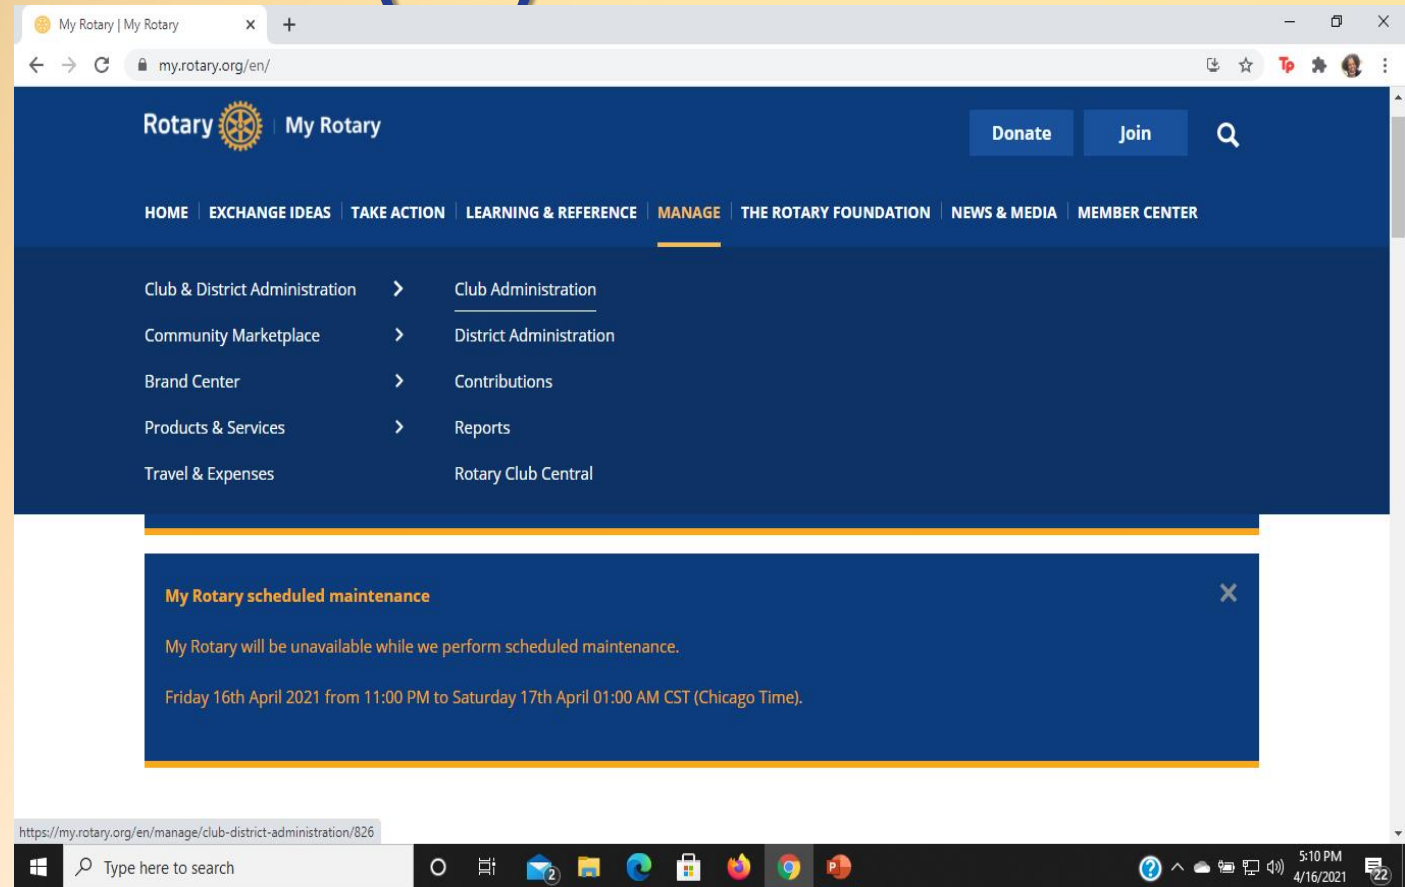 My Rotary | My Rotary
my.rotary.org/en/
Tp
Rotary | My Rotary
Donate
Join
HOME | EXCHANGE IDEAS | TAKE ACTION | LEARNING & REFERENCE | MANAGE | THE ROTARY FOUNDATION | NEWS & MEDIA | MEMBER CENTER
Club & District Administration
Club Administration
Community Marketplace
District Administration
Brand Center
Contributions
Products & Services
Reports
Travel & Expenses
Rotary Club Central
My Rotary scheduled maintenance
My Rotary will be unavailable while we perform scheduled maintenance.
Friday 16th April 2021 from 11:00 PM to Saturday 17th April 01:00 AM CST (Chicago Time).
https://my.rotary.org/en/manage/club-district-administration/826
Type here to search
2
5:10 PM
4/16/2021
22